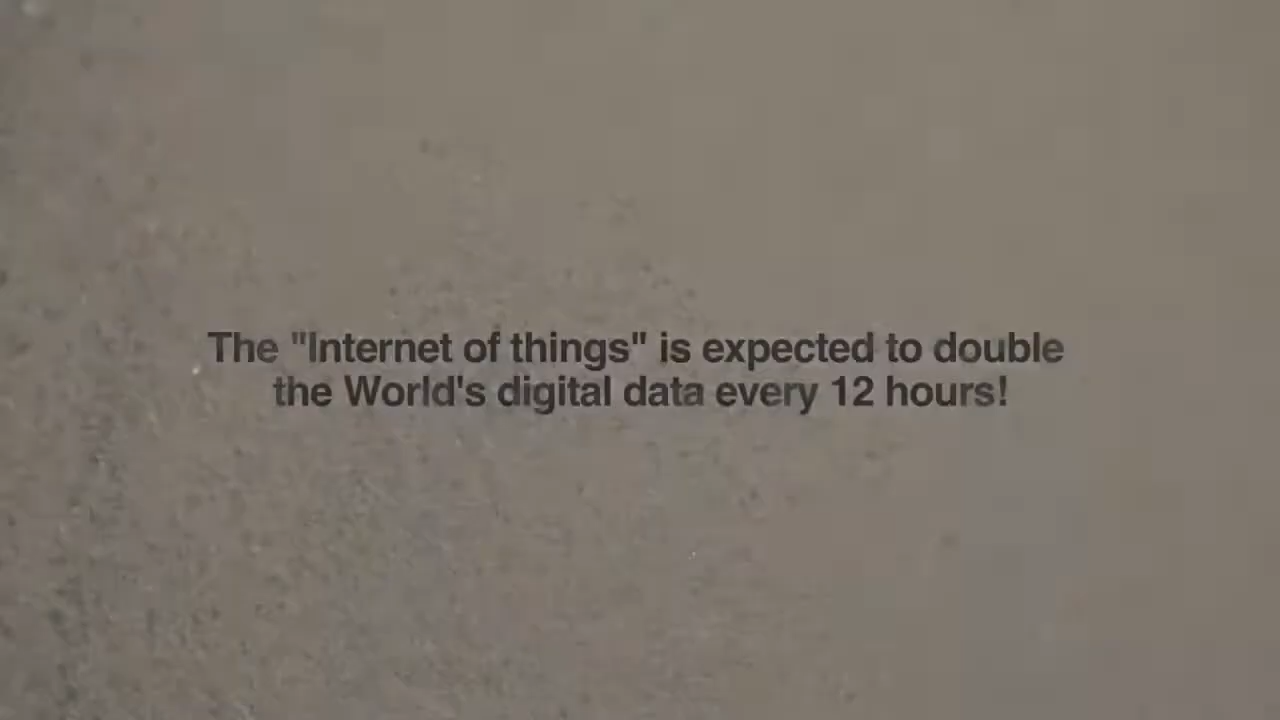 The "Internet of things" is expected to double
the World's digital data every 12 hours!